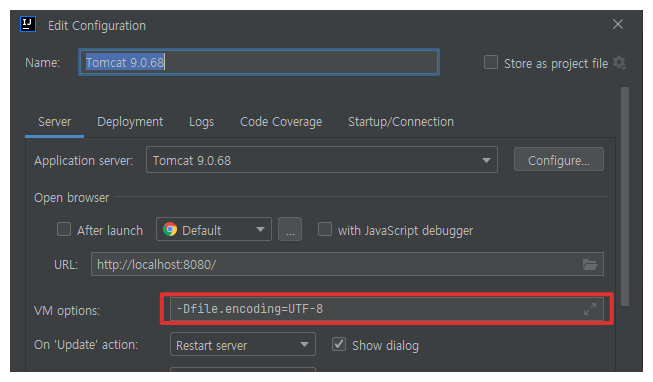 IJ Edit Configuration
Name: Tomcat 9.0.68 Store as project file
Server Deployment Logs Code Coverage Startup/Connection
Application server: Tomcat 9.0.68 Configure...
Open browser
After launch Default ... with JavaScript debugger
URL: http://localhost:8080/
VM options: -Dfile.encoding=UTF-8
On 'Update' action: Restart server Show dialog